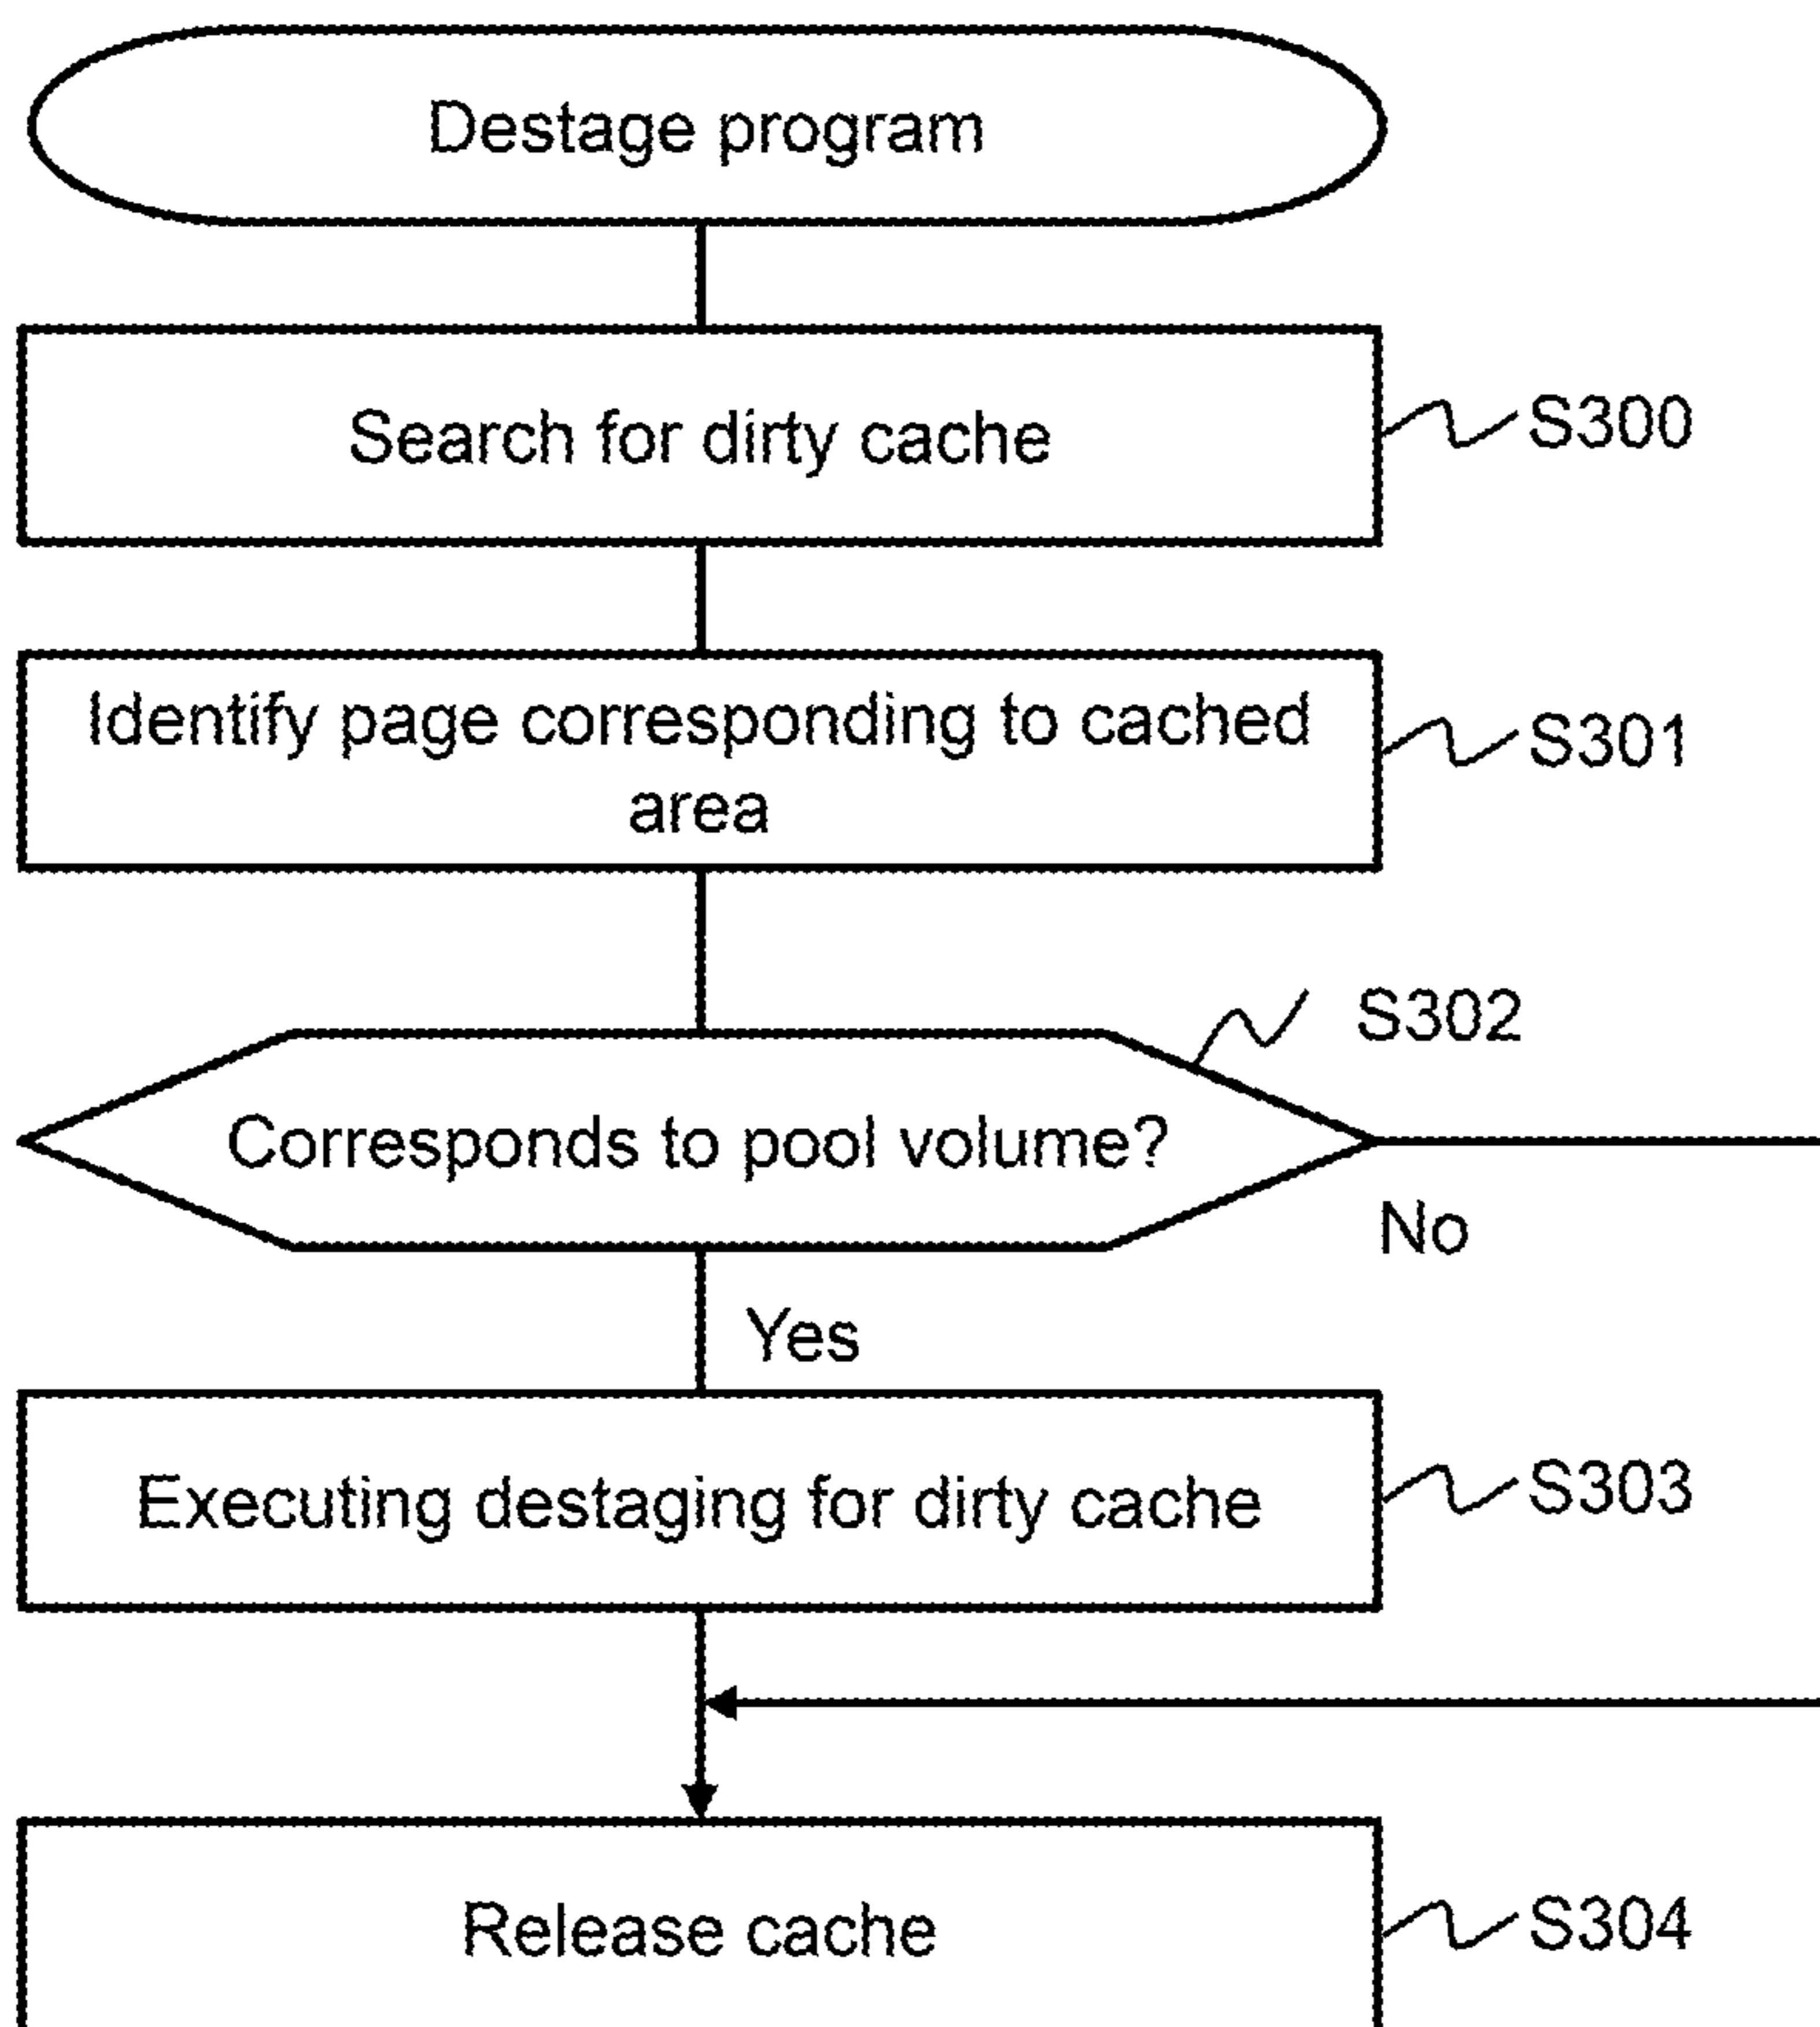 Destage program
Search for dirty cache
S300
Identify page corresponding to cached
area
S301
S302
Corresponds to pool volume?
No
Yes
Executing destaging for dirty cache
S303
Release cache
S304